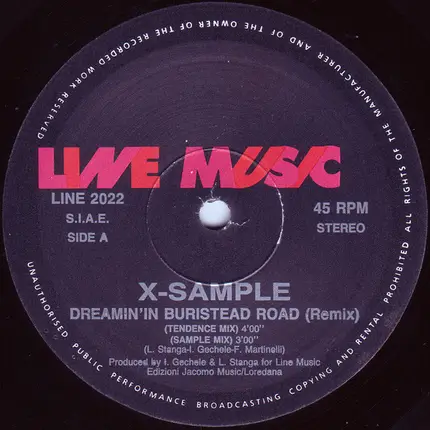 ALL RIGHTS OF THE MANUFACTURER AND OF THE OWNER OF THE RECORDED WORK RESERVED
LINE MUSIC
LINE 2022
S.I.A.E.
SIDE A
45 RPM
STEREO
X-SAMPLE
DREAMIN'IN BURISTEAD ROAD (Remix)
(TENDENCE MIX) 4'00"
(SAMPLE MIX) 3'00"
(L. Stanga-I. Gechele-F. Martinelli)
Produced by I. Gechele & L. Stanga for Line Music
Edizioni Jacomo Music/Loredana
UNAUTHORISED PUBLIC PERFORMANCE BROADCASTING COPYING AND RENTAL PROHIBITED